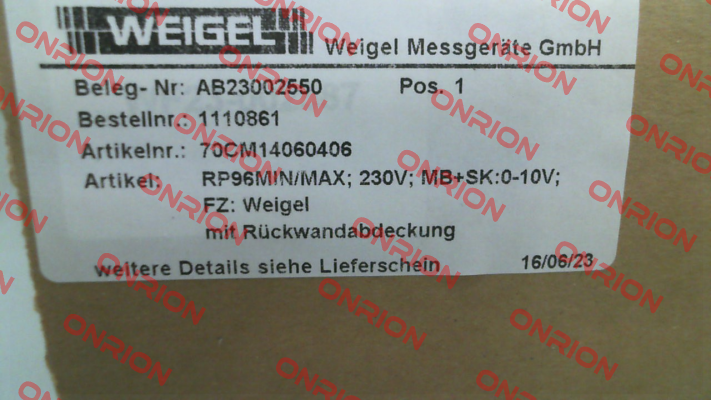 WEIGEL
Weigel Messgeräte GmbH
Beleg- Nr: AB23002550 Pos. 1
Bestellnr.: 1110861
Artikelnr.: 70CM14060406
Artikel: RP96MIN/MAX; 230V; MB+SK:0-10V;
FZ: Weigel
mit Rückwandabdeckung
weitere Details siehe Lieferschein 16/06/23
ONRION